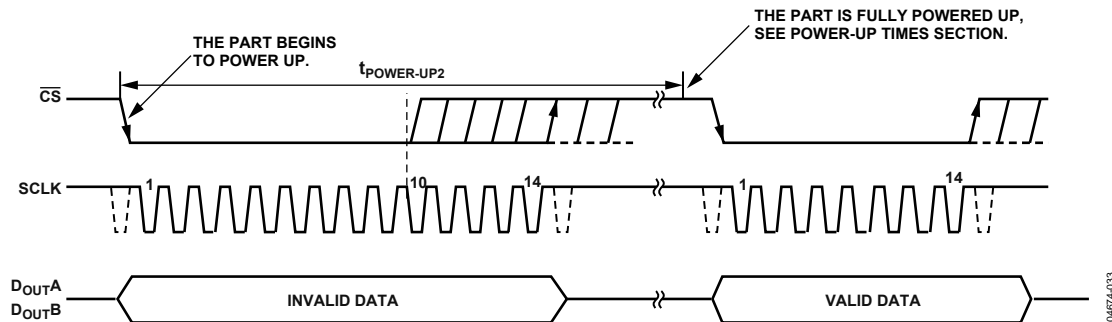 THE PART BEGINS
TO POWER UP.
THE PART IS FULLY POWERED UP,
SEE POWER-UP TIMES SECTION.
tPOWER-UP2
CS
SCLK
1
10
14
1
14
DOUTA
DOUTB
INVALID DATA
VALID DATA
04674-033